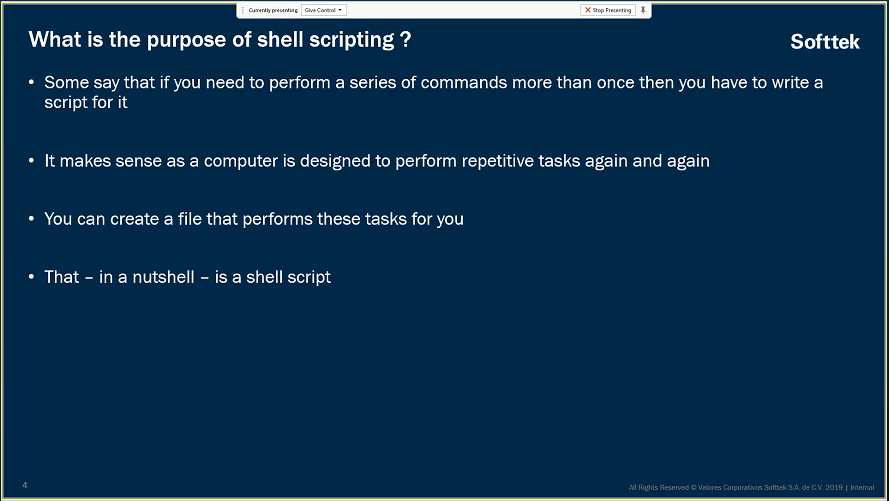 Currently presenting Give Control Stop Presenting
What is the purpose of shell scripting ?
Softtek
• Some say that if you need to perform a series of commands more than once then you have to write a
script for it
• It makes sense as a computer is designed to perform repetitive tasks again and again
• You can create a file that performs these tasks for you
• That – in a nutshell – is a shell script
4
All Rights Reserved © Valores Corporativos Softtek S.A. de C.V. 2019 | Internal